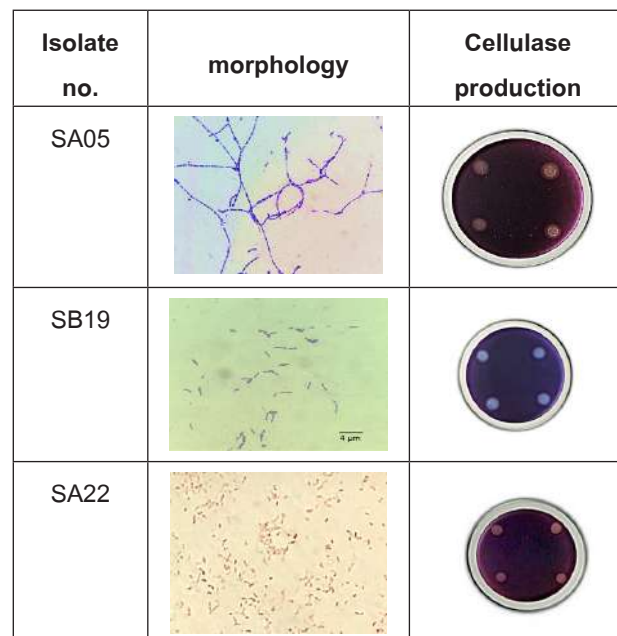 Isolate
no.
morphology
Cellulase
production
SA05
SB19
4 µm
SA22